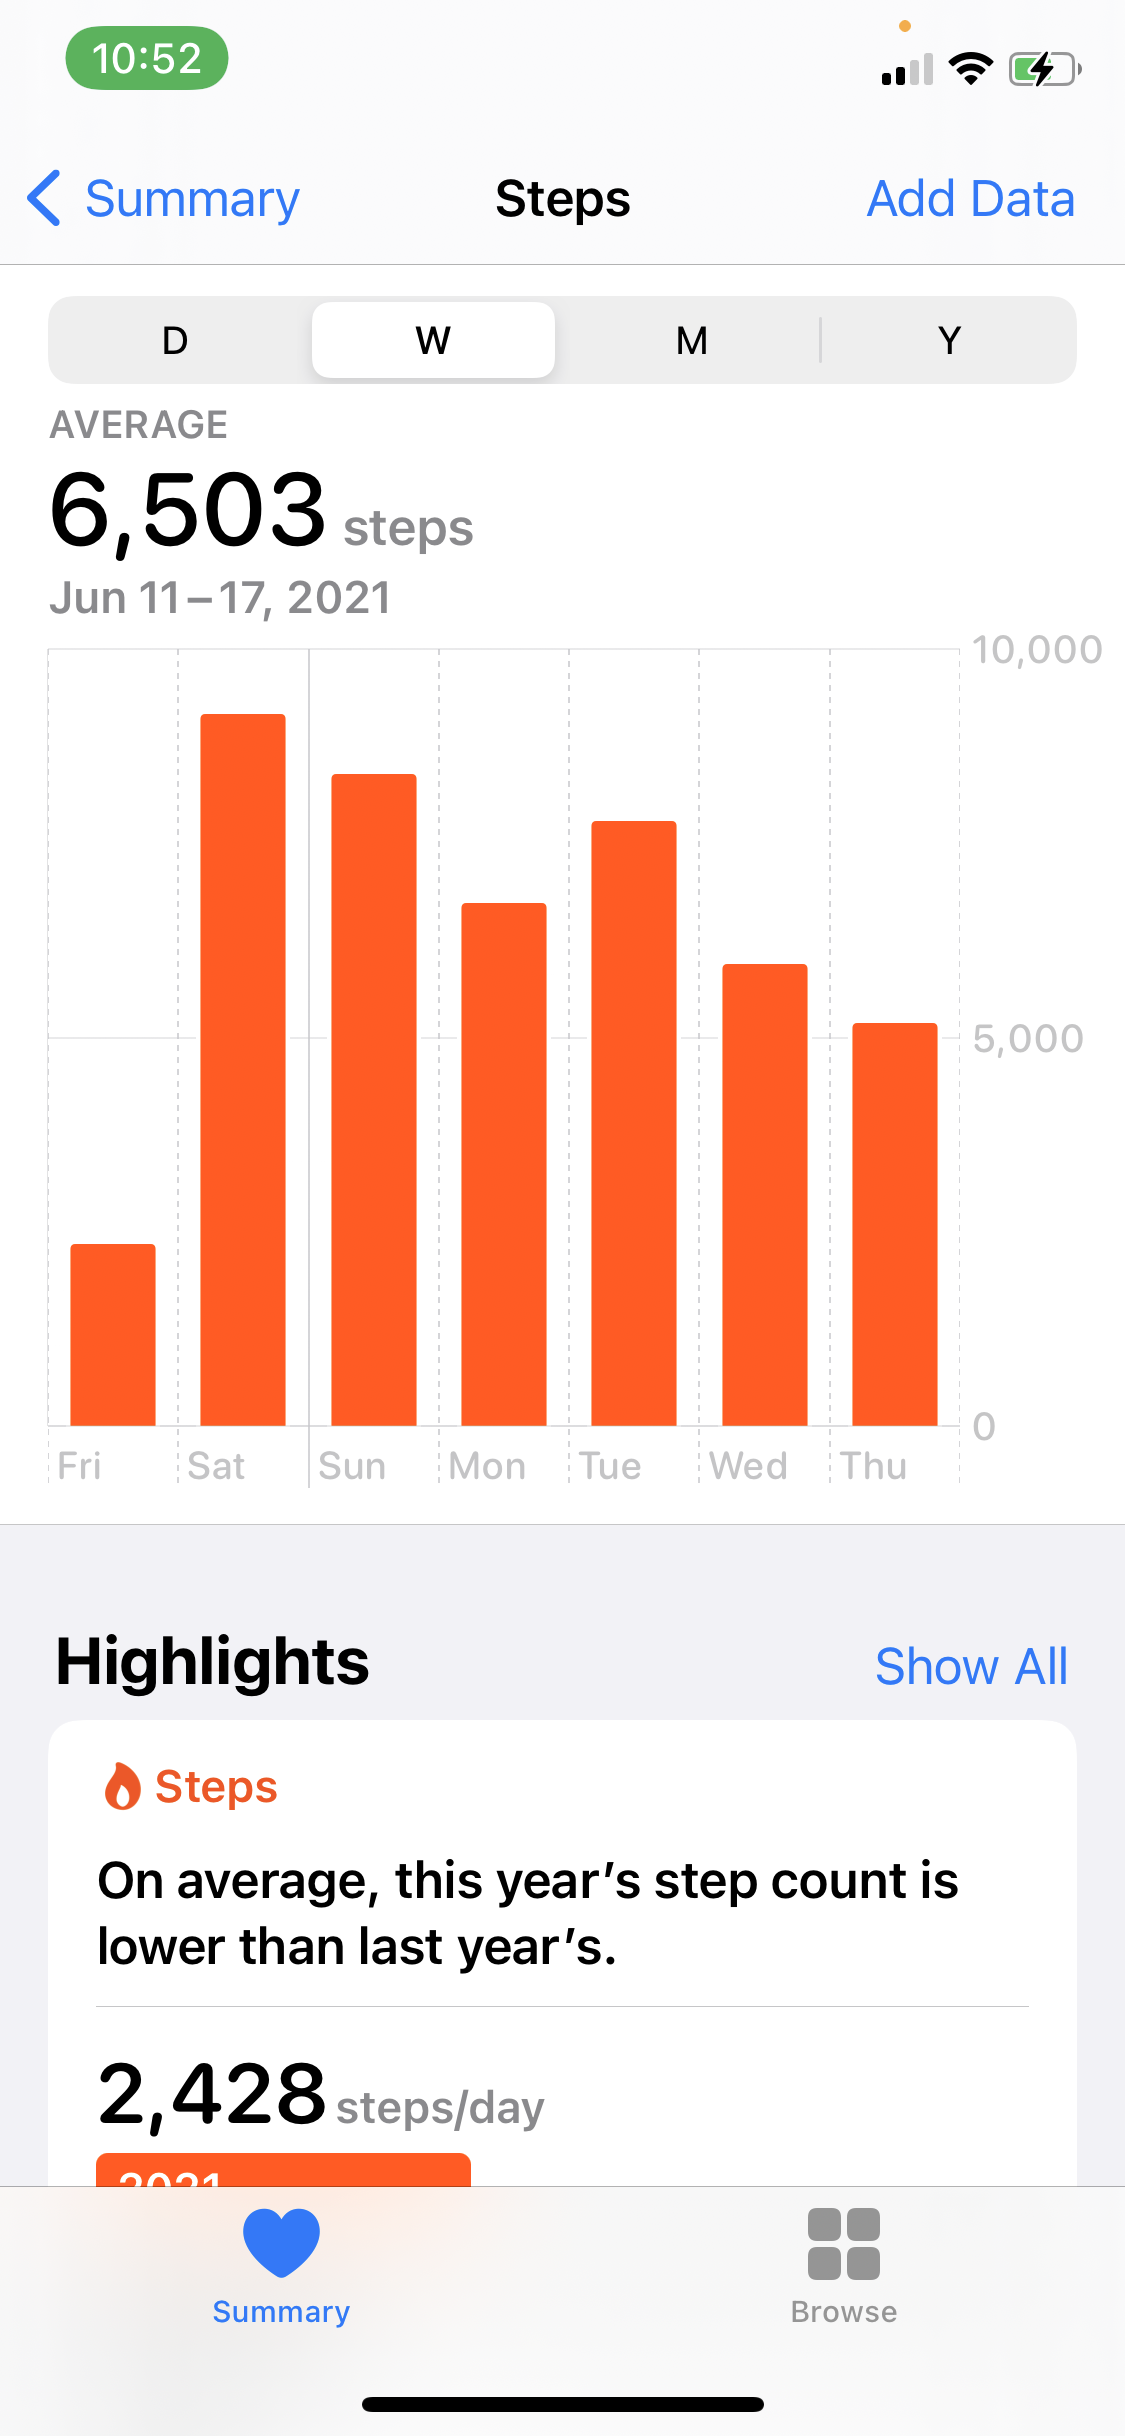 10:52
Summary
Steps
Add Data
D
W
M
Y
AVERAGE
6,503 steps
Jun 11–17, 2021
10,000
5,000
0
Fri
Sat
Sun
Mon
Tue
Wed
Thu
Highlights
Show All
Steps
On average, this year’s step count is
lower than last year’s.
2,428 steps/day
2021
Summary
Browse